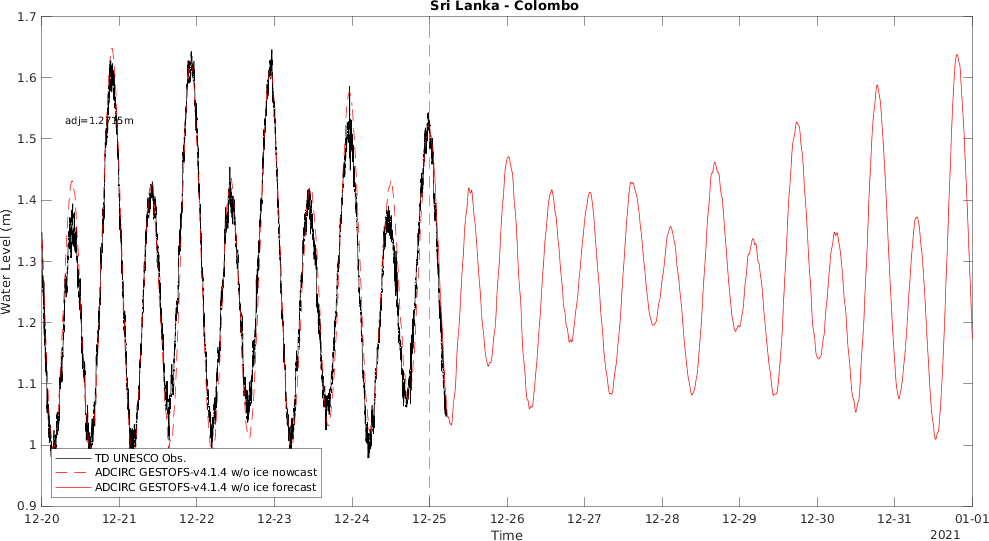 Sri Lanka - Colombo
1.7
1.6
1.5
1.4
1.3
1.2
1.1
1
0.9
Water Level (m)
adj=1.2715m
TD UNESCO Obs.
ADCIRC GESTOFS-v4.1.4 w/o ice nowcast
ADCIRC GESTOFS-v4.1.4 w/o ice forecast
12-20 12-21 12-22 12-23 12-24 12-25 12-26 12-27 12-28 12-29 12-30 12-31 01-01
Time
2021